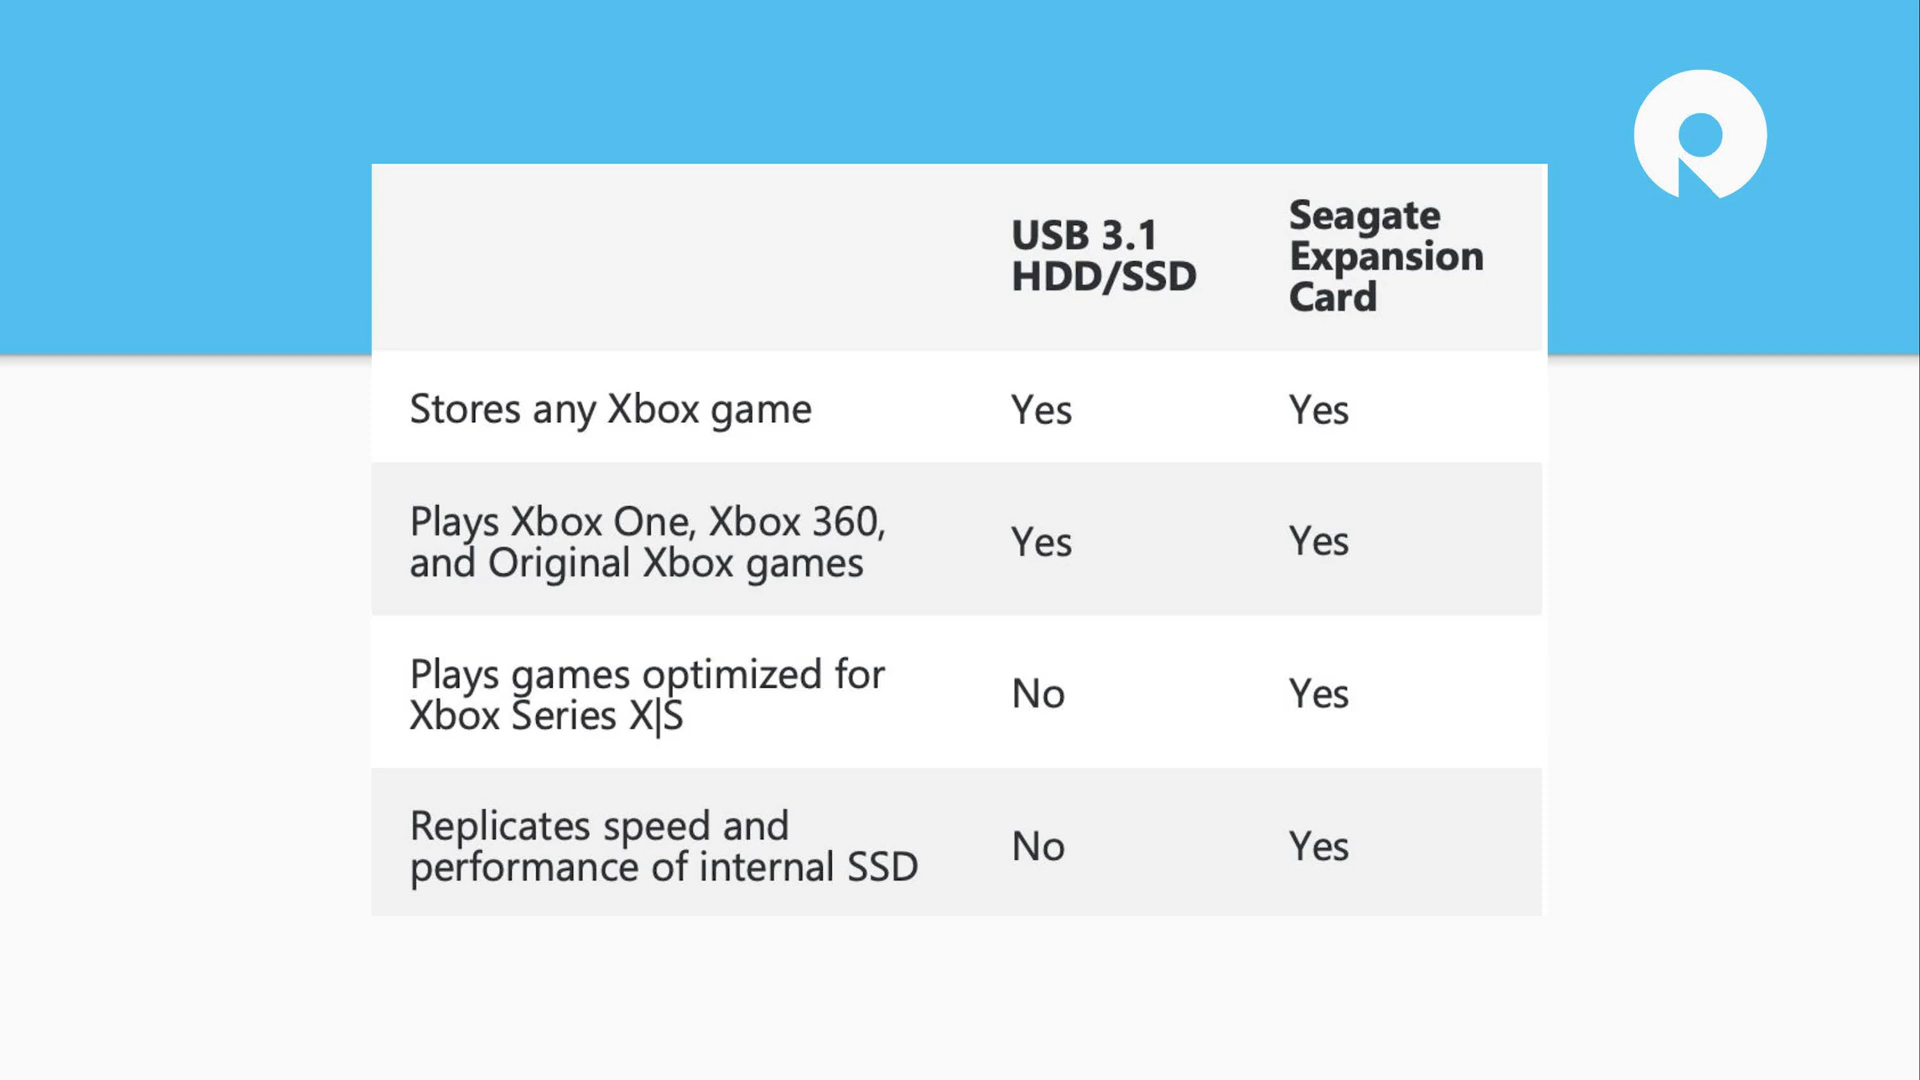 USB 3.1
HDD/SSD
Seagate
Expansion
Card
Stores any Xbox game
Yes
Yes
Plays Xbox One, Xbox 360,
and Original Xbox games
Yes
Yes
Plays games optimized for
Xbox Series X|S
No
Yes
Replicates speed and
performance of internal SSD
No
Yes